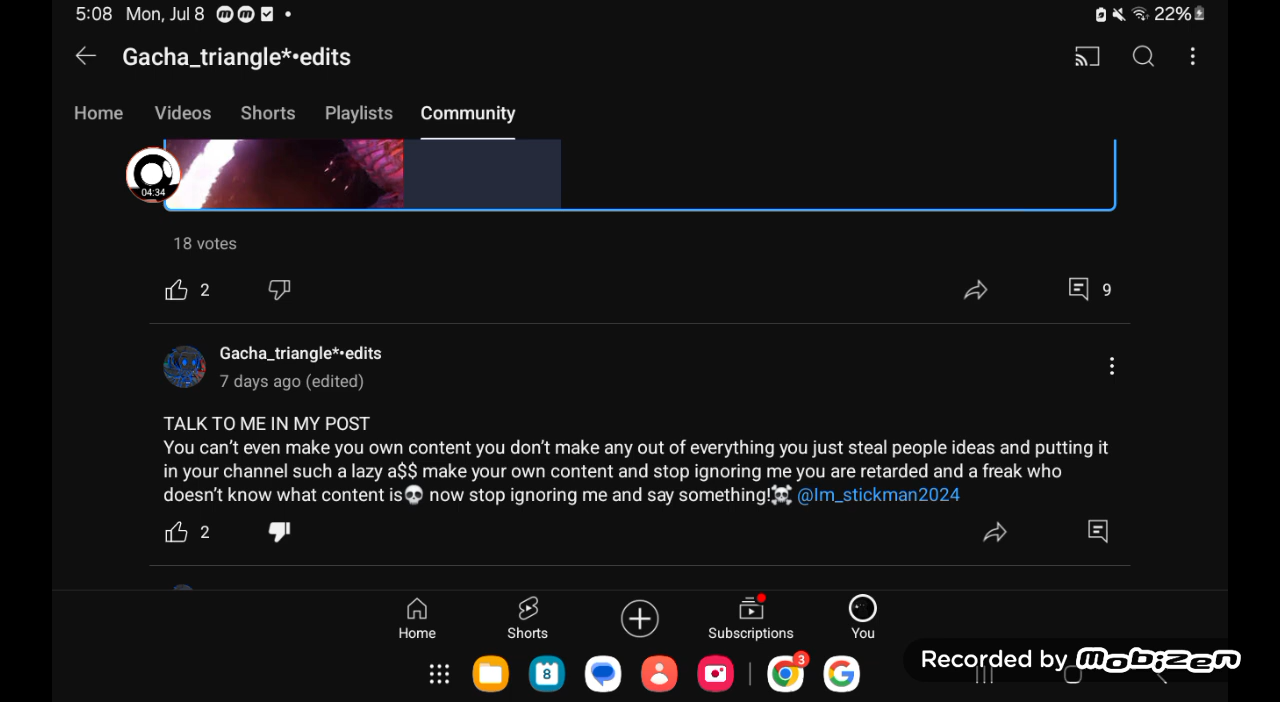 5:08 Mon, Jul 8 22%
Gacha_triangle*•edits
Home Videos Shorts Playlists Community
04:34
18 votes
2 9
Gacha_triangle*•edits
7 days ago (edited)
TALK TO ME IN MY POST
You can't even make you own content you don't make any out of everything you just steal people ideas and putting it
in your channel such a lazy a$$ make your own content and stop ignoring me you are retarded and a freak who
doesn't know what content is💀 now stop ignoring me and say something!☠️ @Im_stickman2024
2
Home Shorts Subscriptions You
8 3
Recorded by mobizen